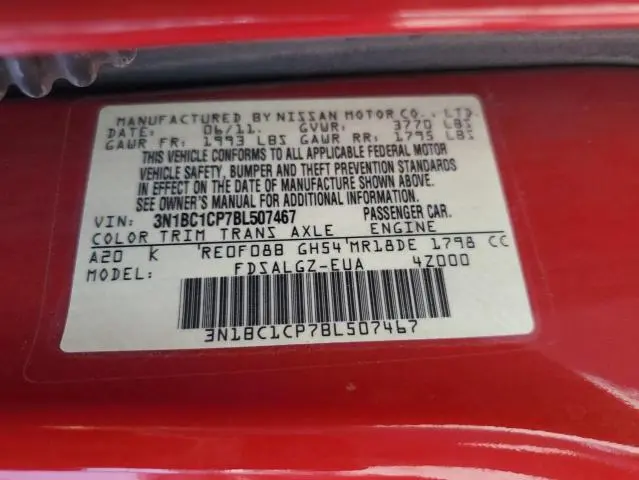 MANUFACTURED BY NISSAN MOTOR CO., LTD.
DATE: 06/11. GVWR: 3770 LBS
GAWR FR: 1993 LBS GAWR RR: 1795 LBS
THIS VEHICLE CONFORMS TO ALL APPLICABLE FEDERAL MOTOR
VEHICLE SAFETY, BUMPER AND THEFT PREVENTION STANDARDS
IN EFFECT ON THE DATE OF MANUFACTURE SHOWN ABOVE.
SEE OWNER'S MANUAL FOR ADDITIONAL INFORMATION.
VIN: 3N1BC1CP7BL507467 PASSENGER CAR.
COLOR TRIM TRANS AXLE ENGINE
A20 K 'RE0F08B GH54'MR18DE 1798 CC
MODEL: FDSALGZ-EUA 4Z000
3N1BC1CP7BL507467